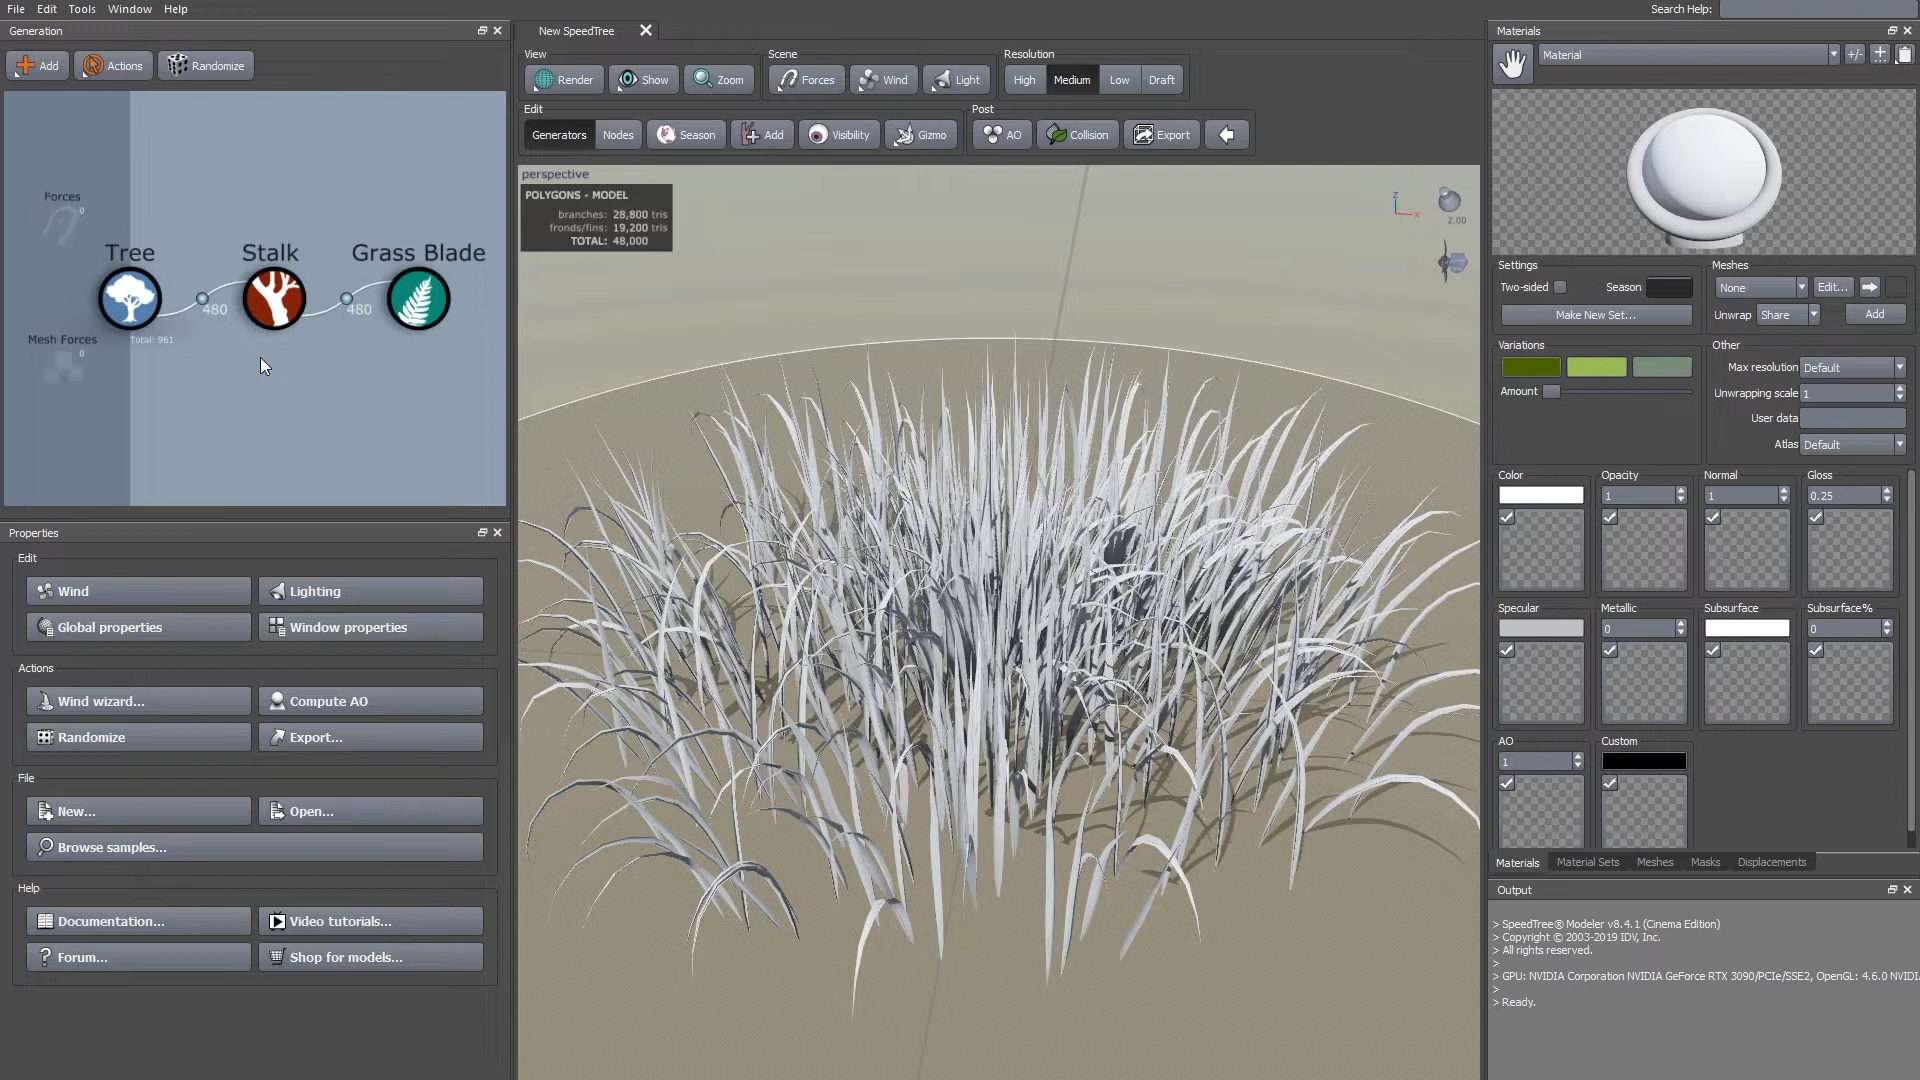 File Edit Tools Window Help
Search Help:
Generation
Add Actions Randomize
Forces
0
Tree Stalk Grass Blade
480 480
Mesh Forces
0
Total: 961
Properties
Edit
Wind Lighting
Global properties Window properties
Actions
Wind wizard... Compute AO
Randomize Export...
File
New... Open...
Browse samples...
Help
Documentation... Video tutorials...
Forum... Shop for models...
New SpeedTree
View Scene Resolution
Render Show Zoom Forces Wind Light High Medium Low Draft
Edit Post
Generators Nodes Season Add Visibility Gizmo AO Collision Export
perspective
POLYGONS - MODEL
branches: 28,800 tris
fronds/fins: 19,200 tris
TOTAL: 48,000
z
x
2.00
Materials
Material +/-
Settings Meshes
Two-sided Season None Edit...
Make New Set... Unwrap Share Add
Variations Other
Max resolution Default
Amount Unwrapping scale 1
User data
Atlas Default
Color Opacity Normal Gloss
1 1 0.25
Specular Metallic Subsurface Subsurface%
0 0
AO Custom
1
Materials Material Sets Meshes Masks Displacements
Output
> SpeedTree® Modeler v8.4.1 (Cinema Edition)
> Copyright © 2003-2019 IDV, Inc.
> All rights reserved.
>
> GPU: NVIDIA Corporation NVIDIA GeForce RTX 3090/PCIe/SSE2, OpenGL: 4.6.0 NVIDI
>
> Ready.